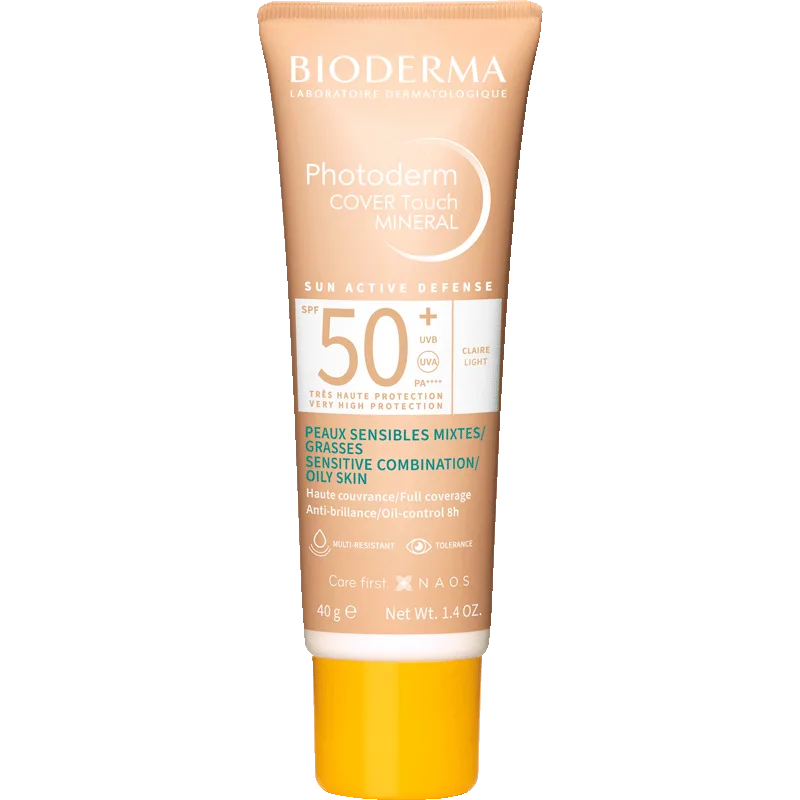 BIODERMA
LABORATOIRE DERMATOLOGIQUE
Photoderm
COVER Touch
MINERAL
SUN ACTIVE DEFENSE
SPF
50+
UVB
UVA
PA****
CLAIRE
LIGHT
TRÈS HAUTE PROTECTION
VERY HIGH PROTECTION
PEAUX SENSIBLES MIXTES/
GRASSES
SENSITIVE COMBINATION/
OILY SKIN
Haute couvrance/Full coverage
Anti-brillance/Oil-control 8h
MULTI-RESISTANT
TOLERANCE
Care first NAOS
40 g ℮ Net Wt. 1.4 OZ.